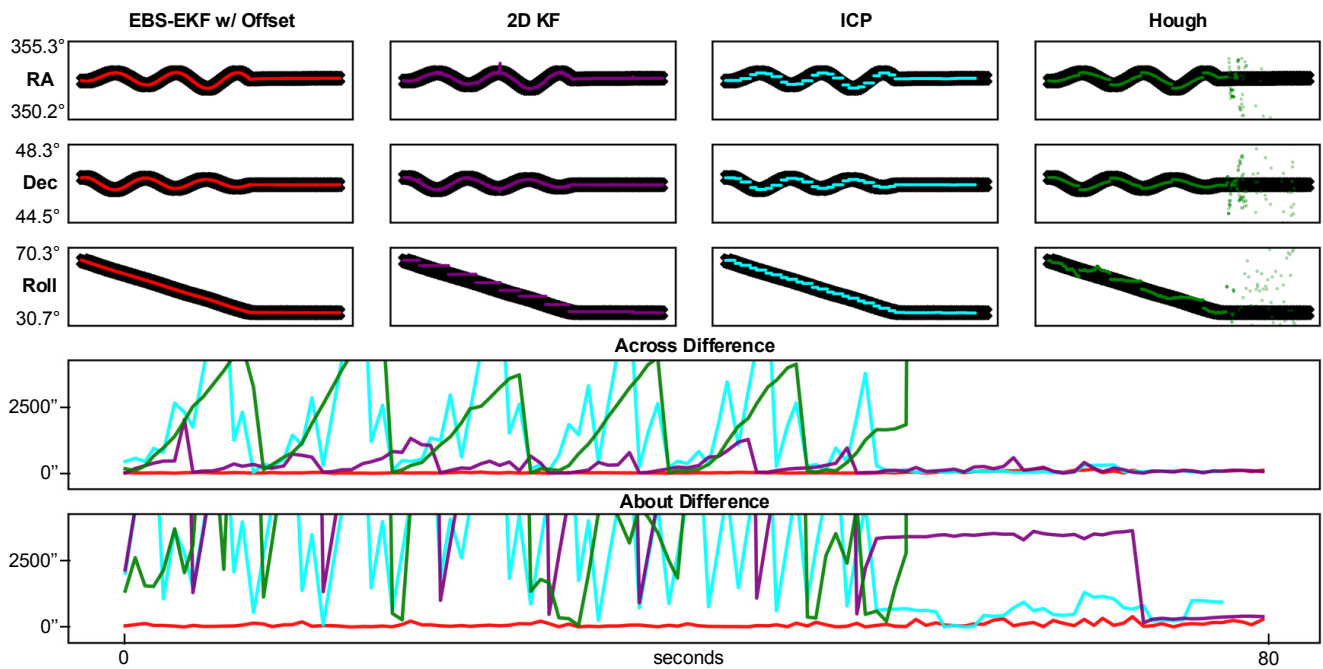 EBS-EKF w/ Offset 2D KF ICP Hough
355.3°
RA
350.2°
48.3°
Dec
44.5°
70.3°
Roll
30.7°
Across Difference
2500”
0”
About Difference
2500”
0”
0 seconds 80